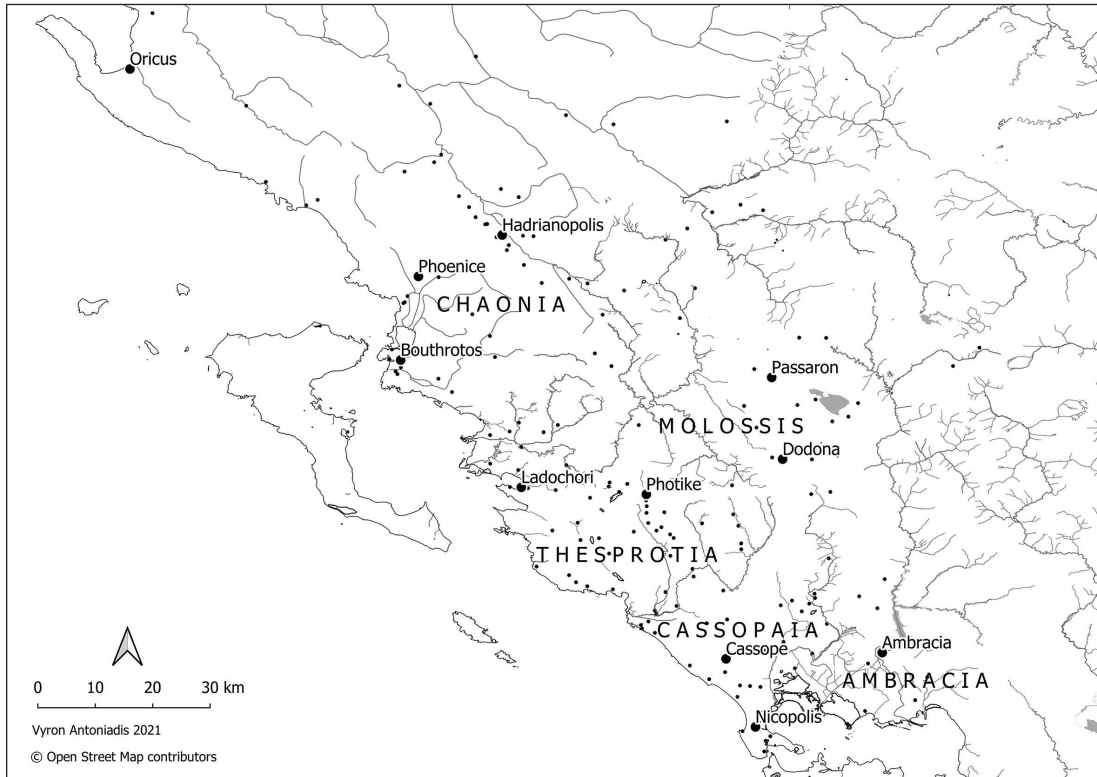 Oricus
Hadrianopolis
Phoenice
CHAONIA
Bouthrotos
Passaron
MOLOSSIS
Dodona
Ladochori
Photike
THESPROTIA
CASSOPAIA
Cassope
Ambracia
AMBRACIA
Nicopolis
0 10 20 30 km
Vyron Antoniadis 2021
© Open Street Map contributors